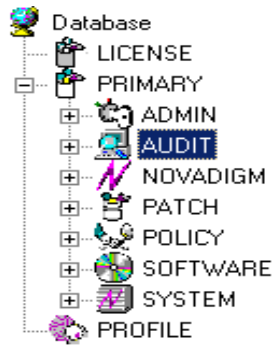 Database
LICENSE
PRIMARY
ADMIN
AUDIT
NOVADIGM
PATCH
POLICY
SOFTWARE
SYSTEM
PROFILE